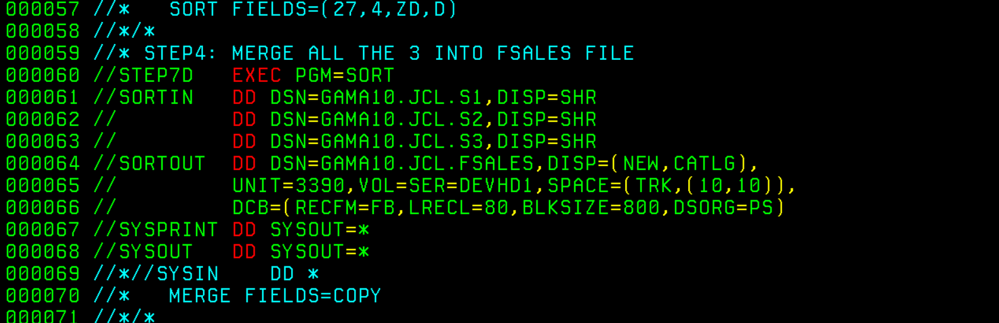 000057 //*   SORT FIELDS=(27,4,ZD,D)
000058 //*/*
000059 //* STEP4: MERGE ALL THE 3 INTO FSALES FILE
000060 //STEP7D   EXEC PGM=SORT
000061 //SORTIN   DD DSN=GAMA10.JCL.S1,DISP=SHR
000062 //         DD DSN=GAMA10.JCL.S2,DISP=SHR
000063 //         DD DSN=GAMA10.JCL.S3,DISP=SHR
000064 //SORTOUT  DD DSN=GAMA10.JCL.FSALES,DISP=(NEW,CATLG),
000065 //         UNIT=3390,VOL=SER=DEVHD1,SPACE=(TRK,(10,10)),
000066 //         DCB=(RECFM=FB,LRECL=80,BLKSIZE=800,DSORG=PS)
000067 //SYSPRINT DD SYSOUT=*
000068 //SYSOUT   DD SYSOUT=*
000069 //*//SYSIN    DD *
000070 //*   MERGE FIELDS=COPY
000071 //*/*